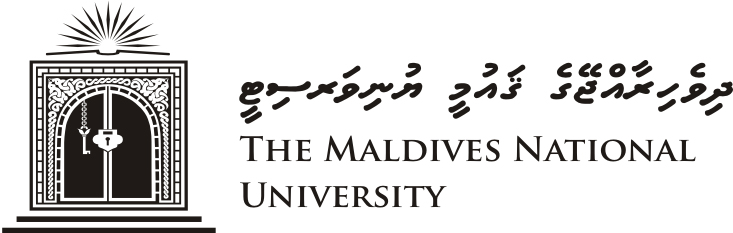 ދިވެހިރާއްޖޭގެ ޤައުމީ ޔުނިވަރސިޓީ
THE MALDIVES NATIONAL
UNIVERSITY